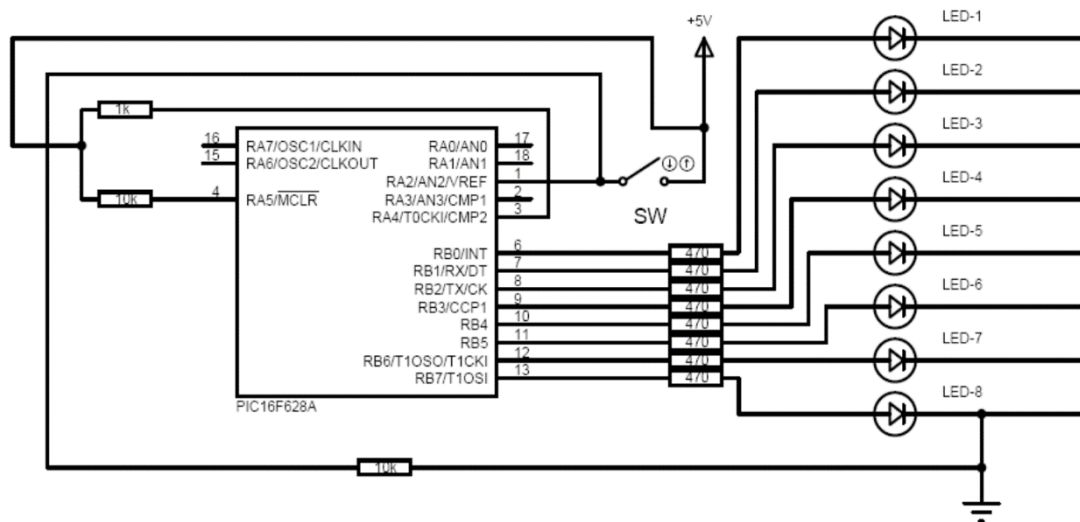 LED-1
+5V
LED-2
1k
LED-3
16 RA7/OSC1/CLKIN RA0/AN0 17
15 RA6/OSC2/CLKOUT RA1/AN1 18
RA2/AN2/VREF 1
LED-4
10k 4 RA5/MCLR RA3/AN3/CMP1 2
RA4/T0CKI/CMP2 3
SW
LED-5
RB0/INT 6 470
RB1/RX/DT 7 470
LED-6
RB2/TX/CK 8 470
RB3/CCP1 9 470
RB4 10 470
LED-7
RB5 11 470
RB6/T1OSO/T1CKI 12 470
RB7/T1OSI 13 470
LED-8
PIC16F628A
10k